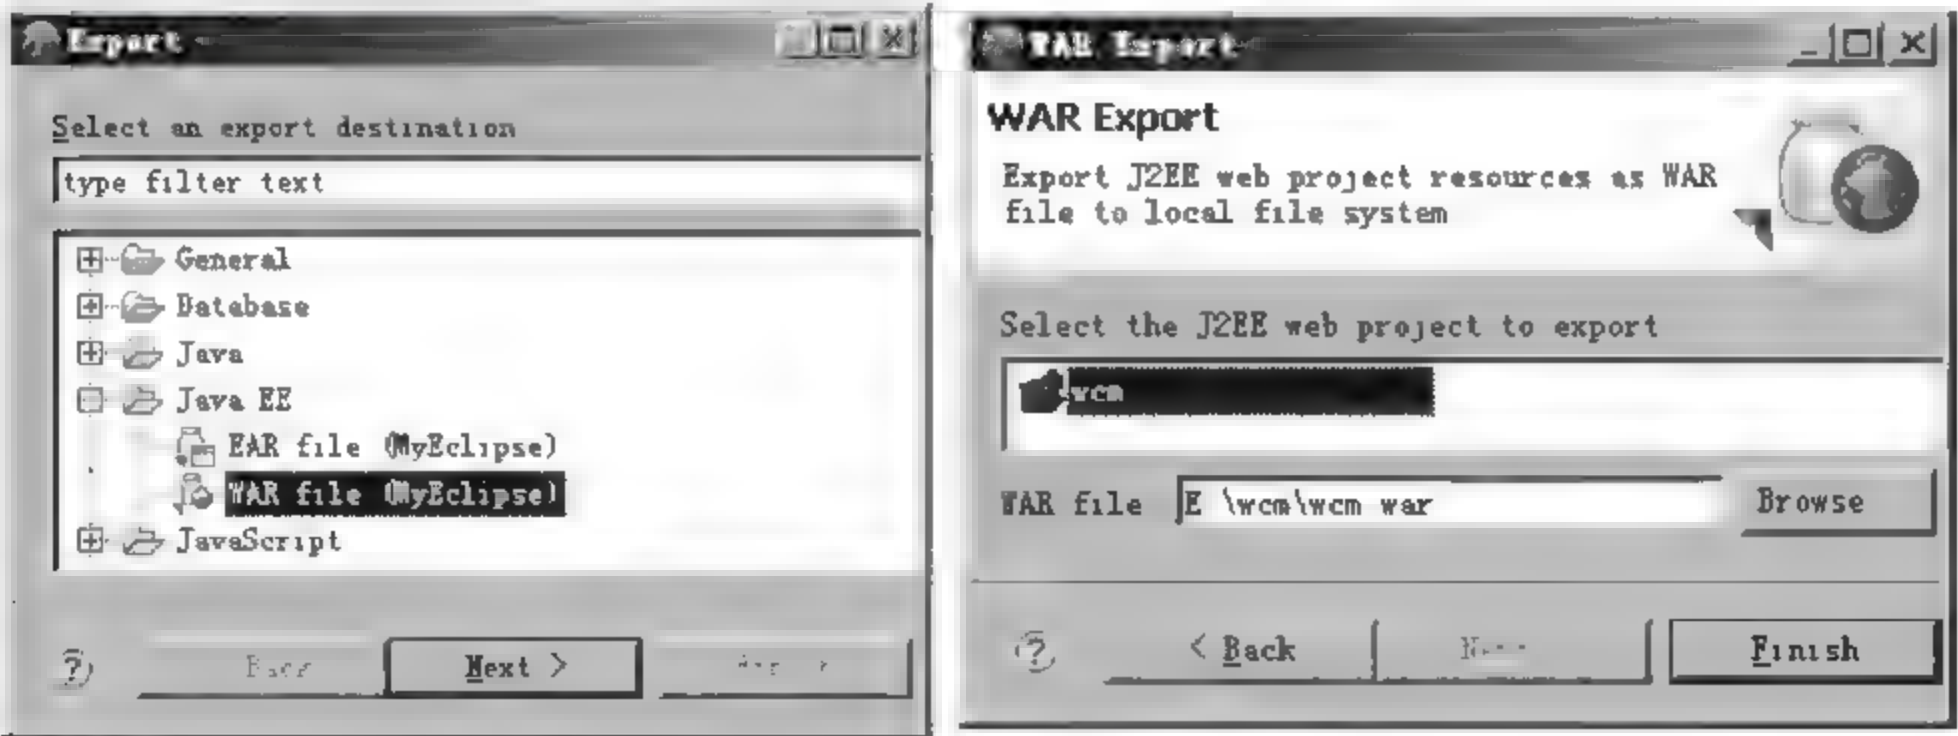 Export
Select an export destination
type filter text
General
Database
Java
Java EE
EAR file (MyEclipse)
WAR file (MyEclipse)
JavaScript
?
Back
Next >
WAR Export
WAR Export
Export J2EE web project resources as WAR
file to local file system
Select the J2EE web project to export
wcm
WAR file
E \wcm\wcm war
Browse
?
< Back
Finish